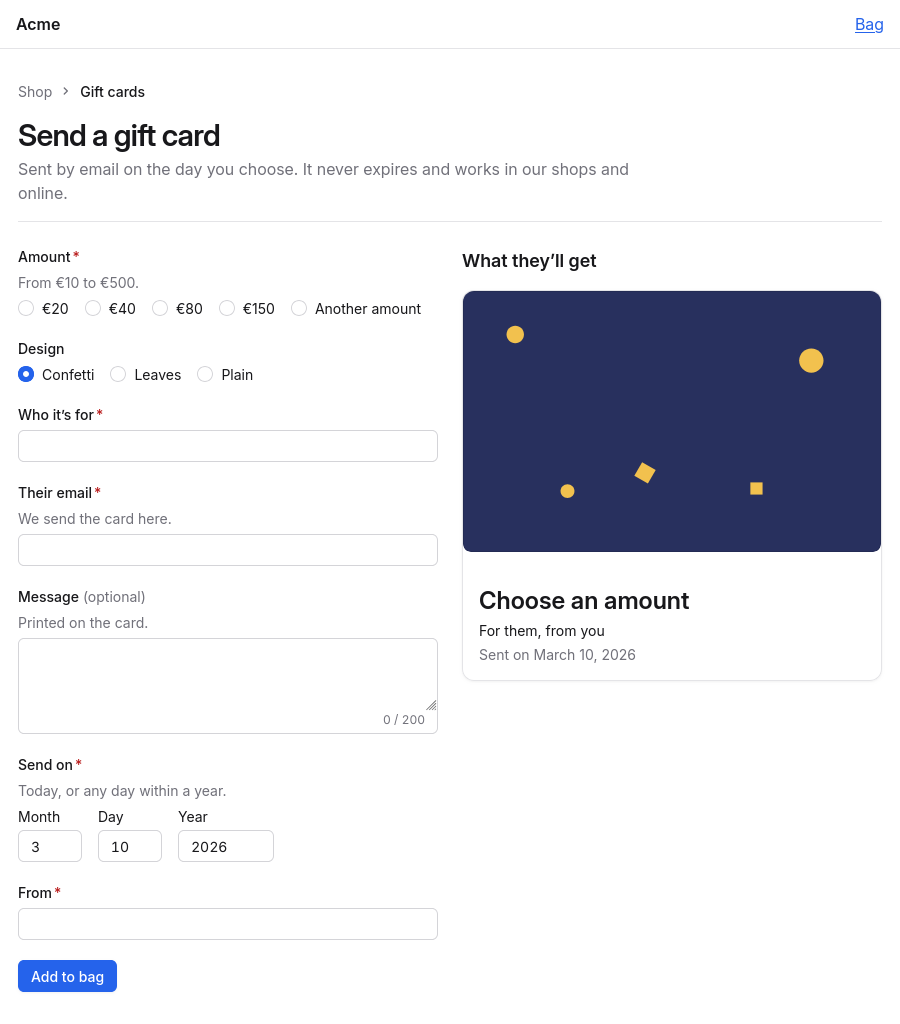 Acme
Bag
Shop
Gift cards
Send a gift card
Sent by email on the day you choose. It never expires and works in our shops and
online.
Amount*
From €10 to €500.
€20
€40
€80
€150
Another amount
Design
Confetti
Leaves
Plain
Who it’s for*
Their email*
We send the card here.
Message (optional)
Printed on the card.
0 / 200
Send on*
Today, or any day within a year.
Month
Day
Year
3
10
2026
From*
Add to bag
What they’ll get
Choose an amount
For them, from you
Sent on March 10, 2026